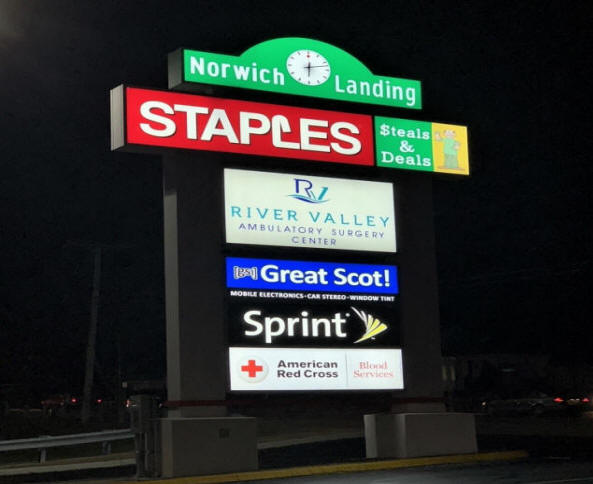 Norwich Landing
STAPLES
$teals
&
Deals
RV
RIVER VALLEY
AMBULATORY SURGERY
CENTER
Great Scot!
MOBILE ELECTRONICS•CAR STEREO•WINDOW TINT
Sprint
American
Red Cross
Blood
Services